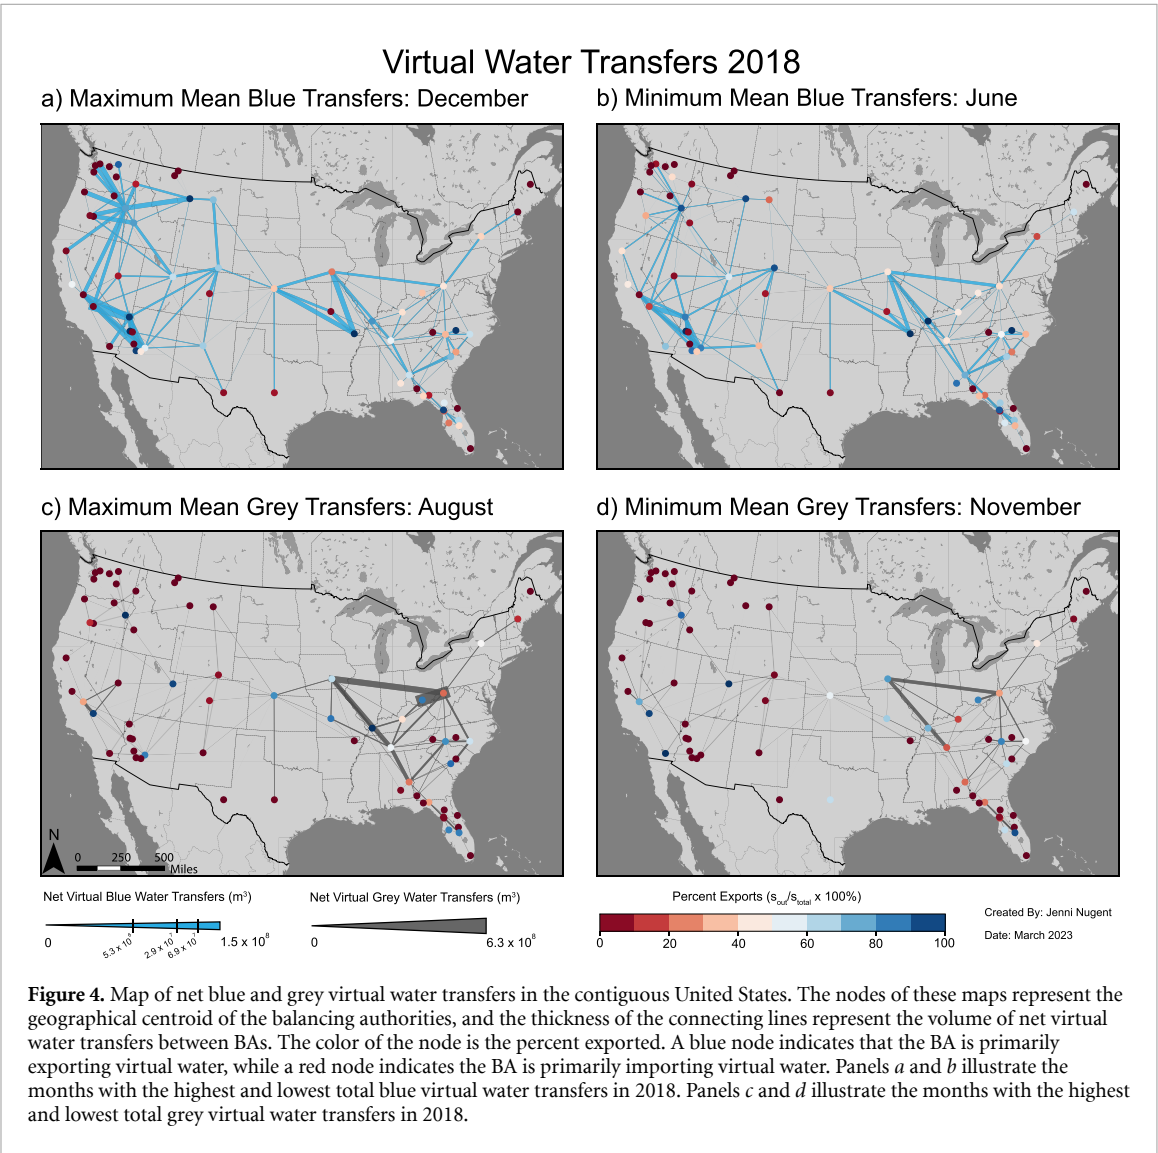 Virtual Water Transfers 2018
a) Maximum Mean Blue Transfers: December
b) Minimum Mean Blue Transfers: June
c) Maximum Mean Grey Transfers: August
d) Minimum Mean Grey Transfers: November
N
0 250 500
Miles
Net Virtual Blue Water Transfers (m³)
0
5.3 x 10⁶
2.9 x 10⁷
6.9 x 10⁷
1.5 x 10⁸
Net Virtual Grey Water Transfers (m³)
0
6.3 x 10⁸
Percent Exports (s_out/s_total x 100%)
0 20 40 60 80 100
Created By: Jenni Nugent
Date: March 2023
Figure 4. Map of net blue and grey virtual water transfers in the contiguous United States. The nodes of these maps represent the
geographical centroid of the balancing authorities, and the thickness of the connecting lines represent the volume of net virtual
water transfers between BAs. The color of the node is the percent exported. A blue node indicates that the BA is primarily
exporting virtual water, while a red node indicates the BA is primarily importing virtual water. Panels a and b illustrate the
months with the highest and lowest total blue virtual water transfers in 2018. Panels c and d illustrate the months with the highest
and lowest total grey virtual water transfers in 2018.